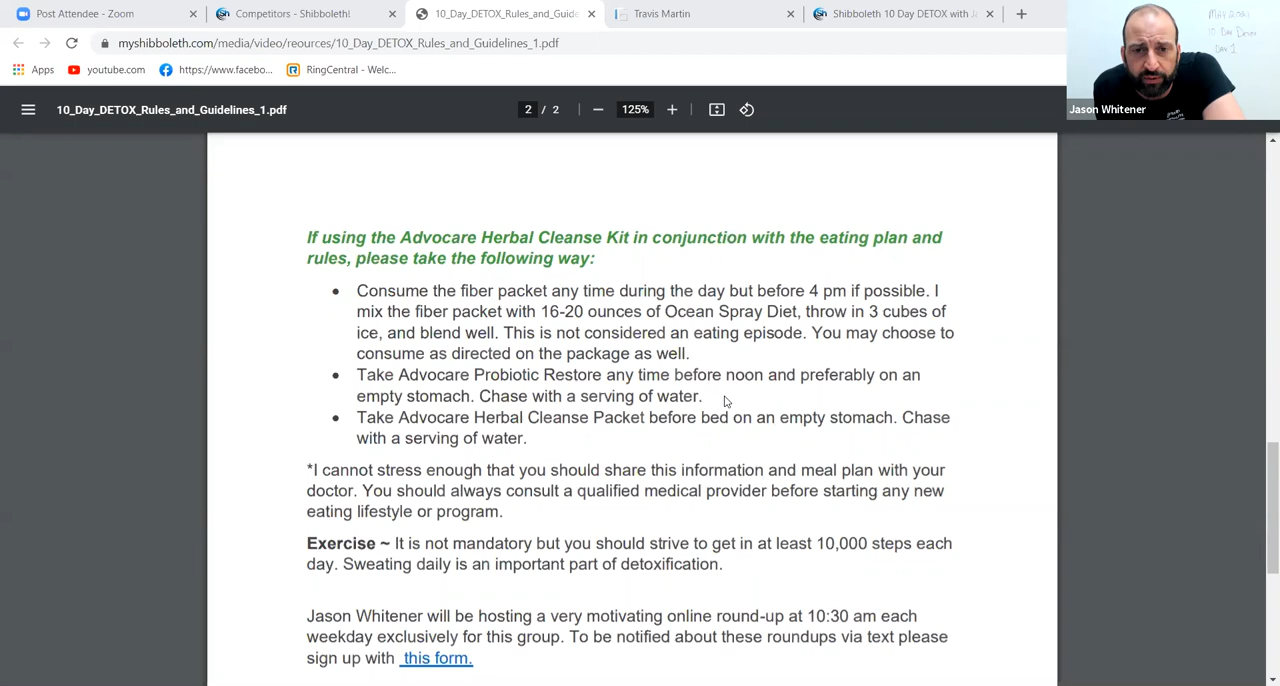 Post Attendee - Zoom
Competitors - Shibboleth!
10_Day_DETOX_Rules_and_Guide
Travis Martin
Shibboleth 10 Day DETOX with J
myshibboleth.com/media/video/reources/10_Day_DETOX_Rules_and_Guidelines_1.pdf
Apps
youtube.com
https://www.facebo...
RingCentral - Welc...
MAY 2021
10 Day Detox
Day 1
Jason Whitener
10_Day_DETOX_Rules_and_Guidelines_1.pdf
2 / 2
125%
If using the Advocare Herbal Cleanse Kit in conjunction with the eating plan and
rules, please take the following way:
• Consume the fiber packet any time during the day but before 4 pm if possible. I
mix the fiber packet with 16-20 ounces of Ocean Spray Diet, throw in 3 cubes of
ice, and blend well. This is not considered an eating episode. You may choose to
consume as directed on the package as well.
• Take Advocare Probiotic Restore any time before noon and preferably on an
empty stomach. Chase with a serving of water.
• Take Advocare Herbal Cleanse Packet before bed on an empty stomach. Chase
with a serving of water.
*I cannot stress enough that you should share this information and meal plan with your
doctor. You should always consult a qualified medical provider before starting any new
eating lifestyle or program.
Exercise ~ It is not mandatory but you should strive to get in at least 10,000 steps each
day. Sweating daily is an important part of detoxification.
Jason Whitener will be hosting a very motivating online round-up at 10:30 am each
weekday exclusively for this group. To be notified about these roundups via text please
sign up with this form.